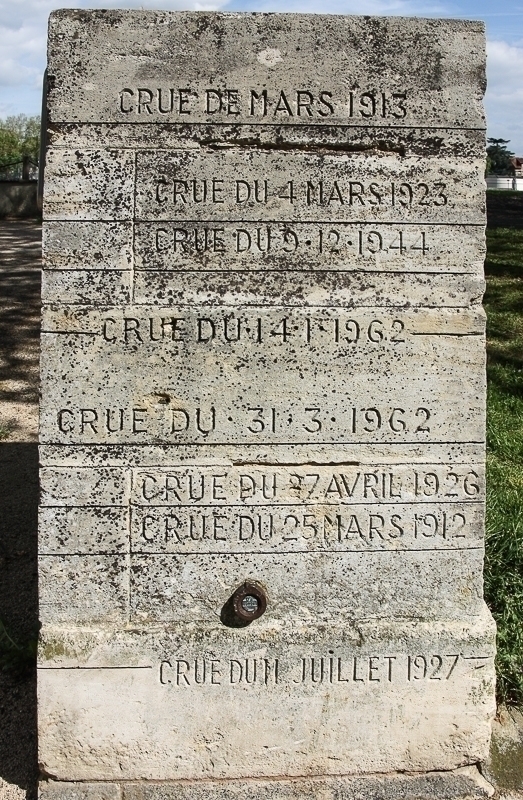 CRUE DE MARS 1913
CRUE DU 4 MARS 1923
CRUE DU 9·12·1944
CRUE DU·14·1·1962
CRUE DU·31·3·1962
CRUE DU 27 AVRIL 1926
CRUE DU 25 MARS 1912
CRUE DU 11 JUILLET 1927